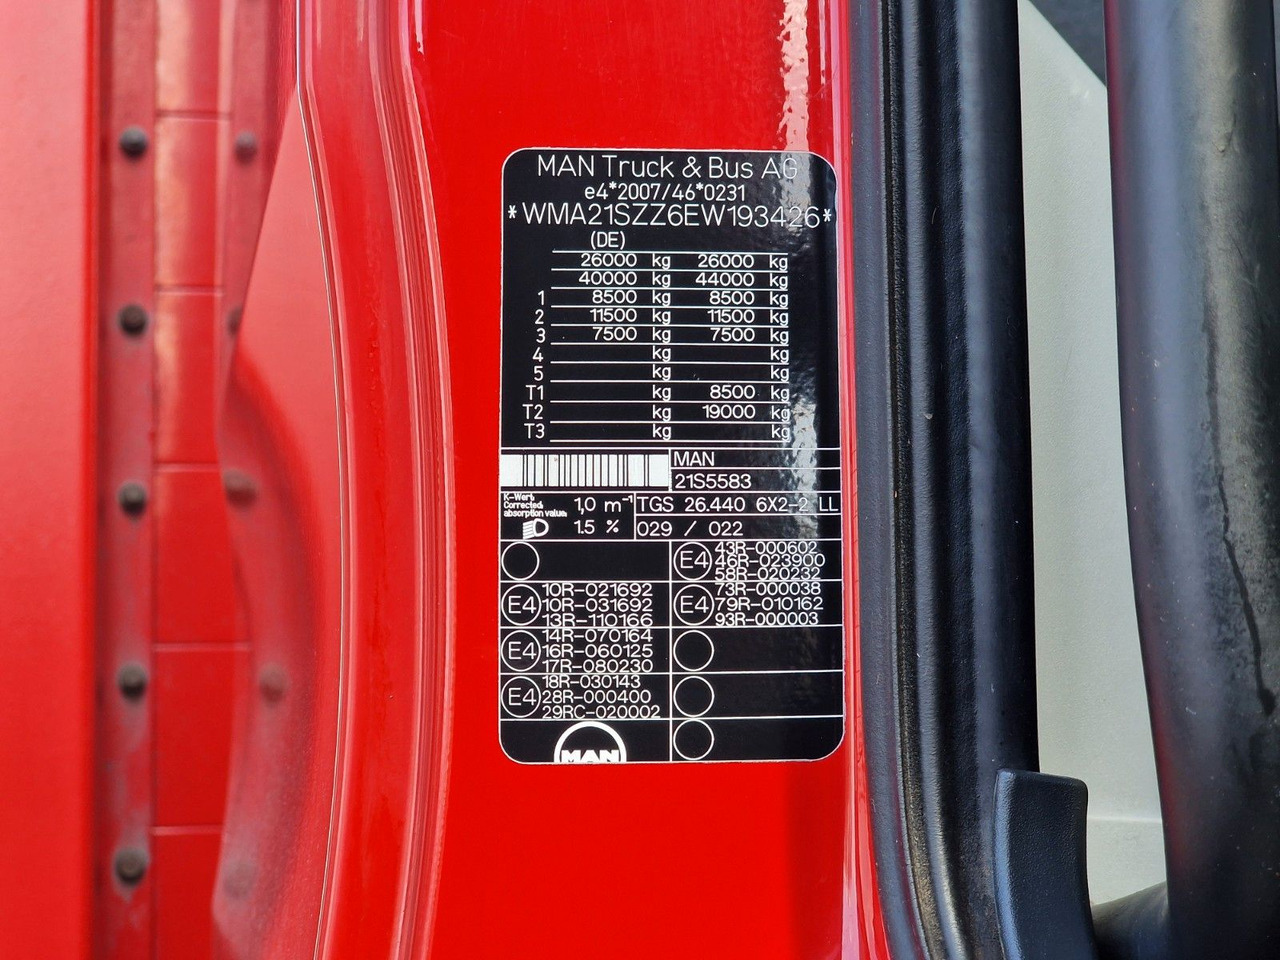 MAN Truck & Bus AG
e4*2007/46*0231
*WMA21SZZ6EW193426*
(DE)
26000 kg 26000 kg
40000 kg 44000 kg
1 8500 kg 8500 kg
2 11500 kg 11500 kg
3 7500 kg 7500 kg
4 kg kg
5 kg kg
T1 kg 8500 kg
T2 kg 19000 kg
T3 kg kg
MAN
21S5583
K-Wert,
Corrected
absorption value,
1,0 m⁻¹
TGS 26.440 6X2-2 LL
1.5 %
029 / 022
E4
43R-000602
46R-023900
58R-020232
E4
10R-021692
10R-031692
13R-110166
E4
73R-000038
79R-010162
93R-000003
E4
14R-070164
16R-060125
17R-080230
E4
18R-030143
28R-000400
29RC-020002
MAN